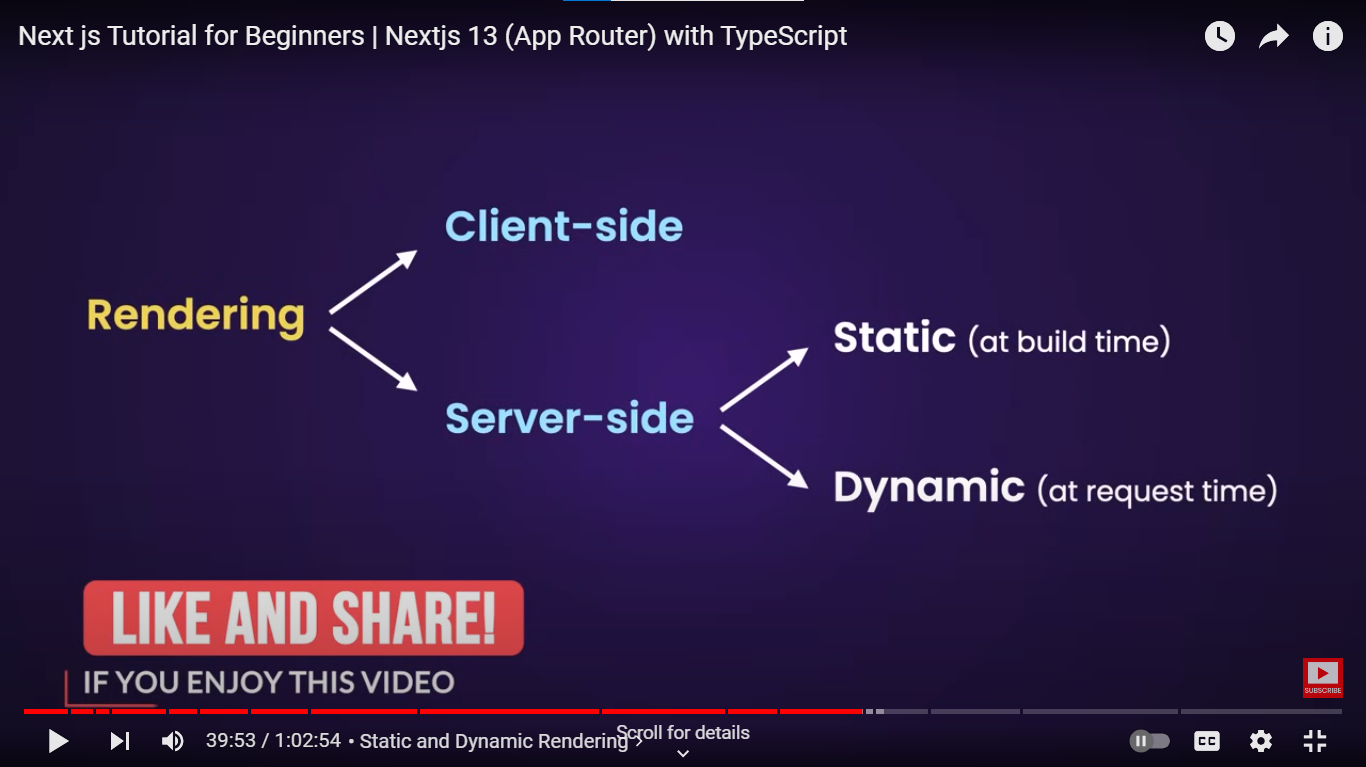 Next js Tutorial for Beginners | Nextjs 13 (App Router) with TypeScript
Client-side
Rendering
Static (at build time)
Server-side
Dynamic (at request time)
LIKE AND SHARE!
IF YOU ENJOY THIS VIDEO
SUBSCRIBE
39:53 / 1:02:54 • Static and Dynamic Rendering
Scroll for details
CC